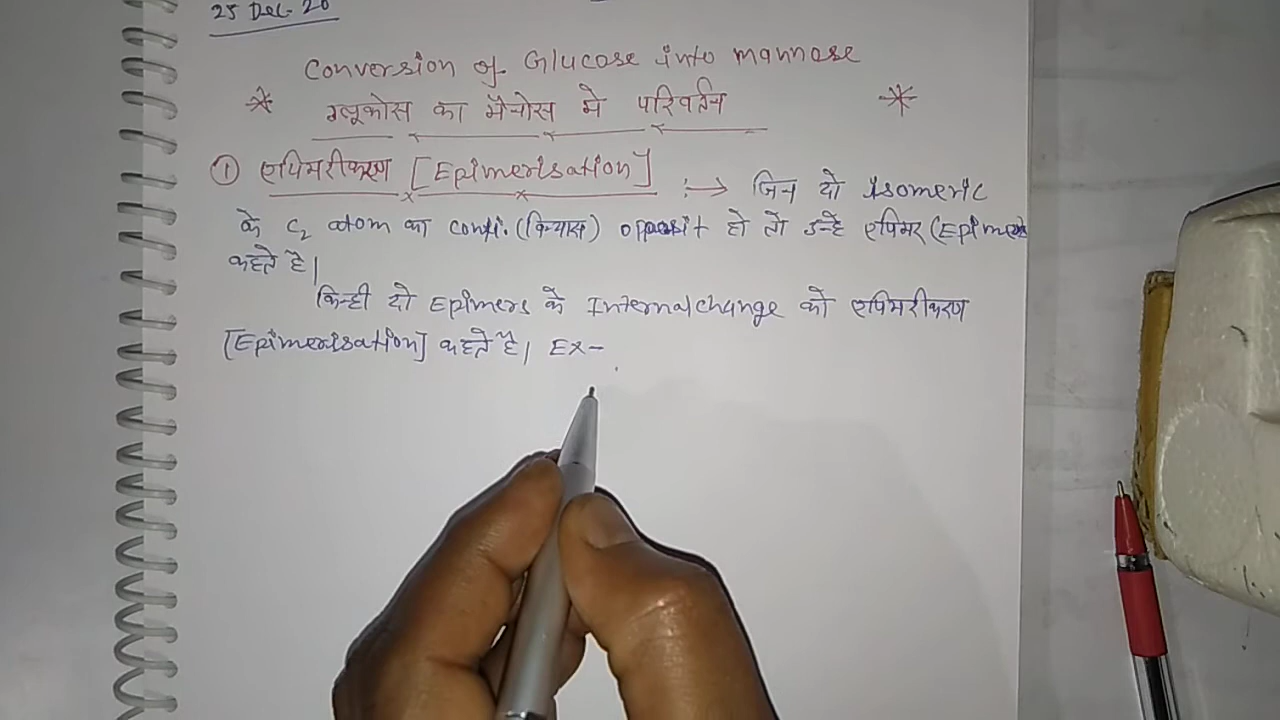 25 Dec-20
Conversion of Glucose into mannose
* ग्लूकोस का मैनोस मे परिवर्तन *
① एपिमरीकरण [Epimerisation] :→ जिन दो isomeric
के C₂ atom का confi. (विन्यास) opposit हो तो उन्हे एपिमर (Epimer
कहते है।
किन्ही दो Epimers के Internalchange को एपिमरीकरण
[Epimerisation] कहते है। Ex-